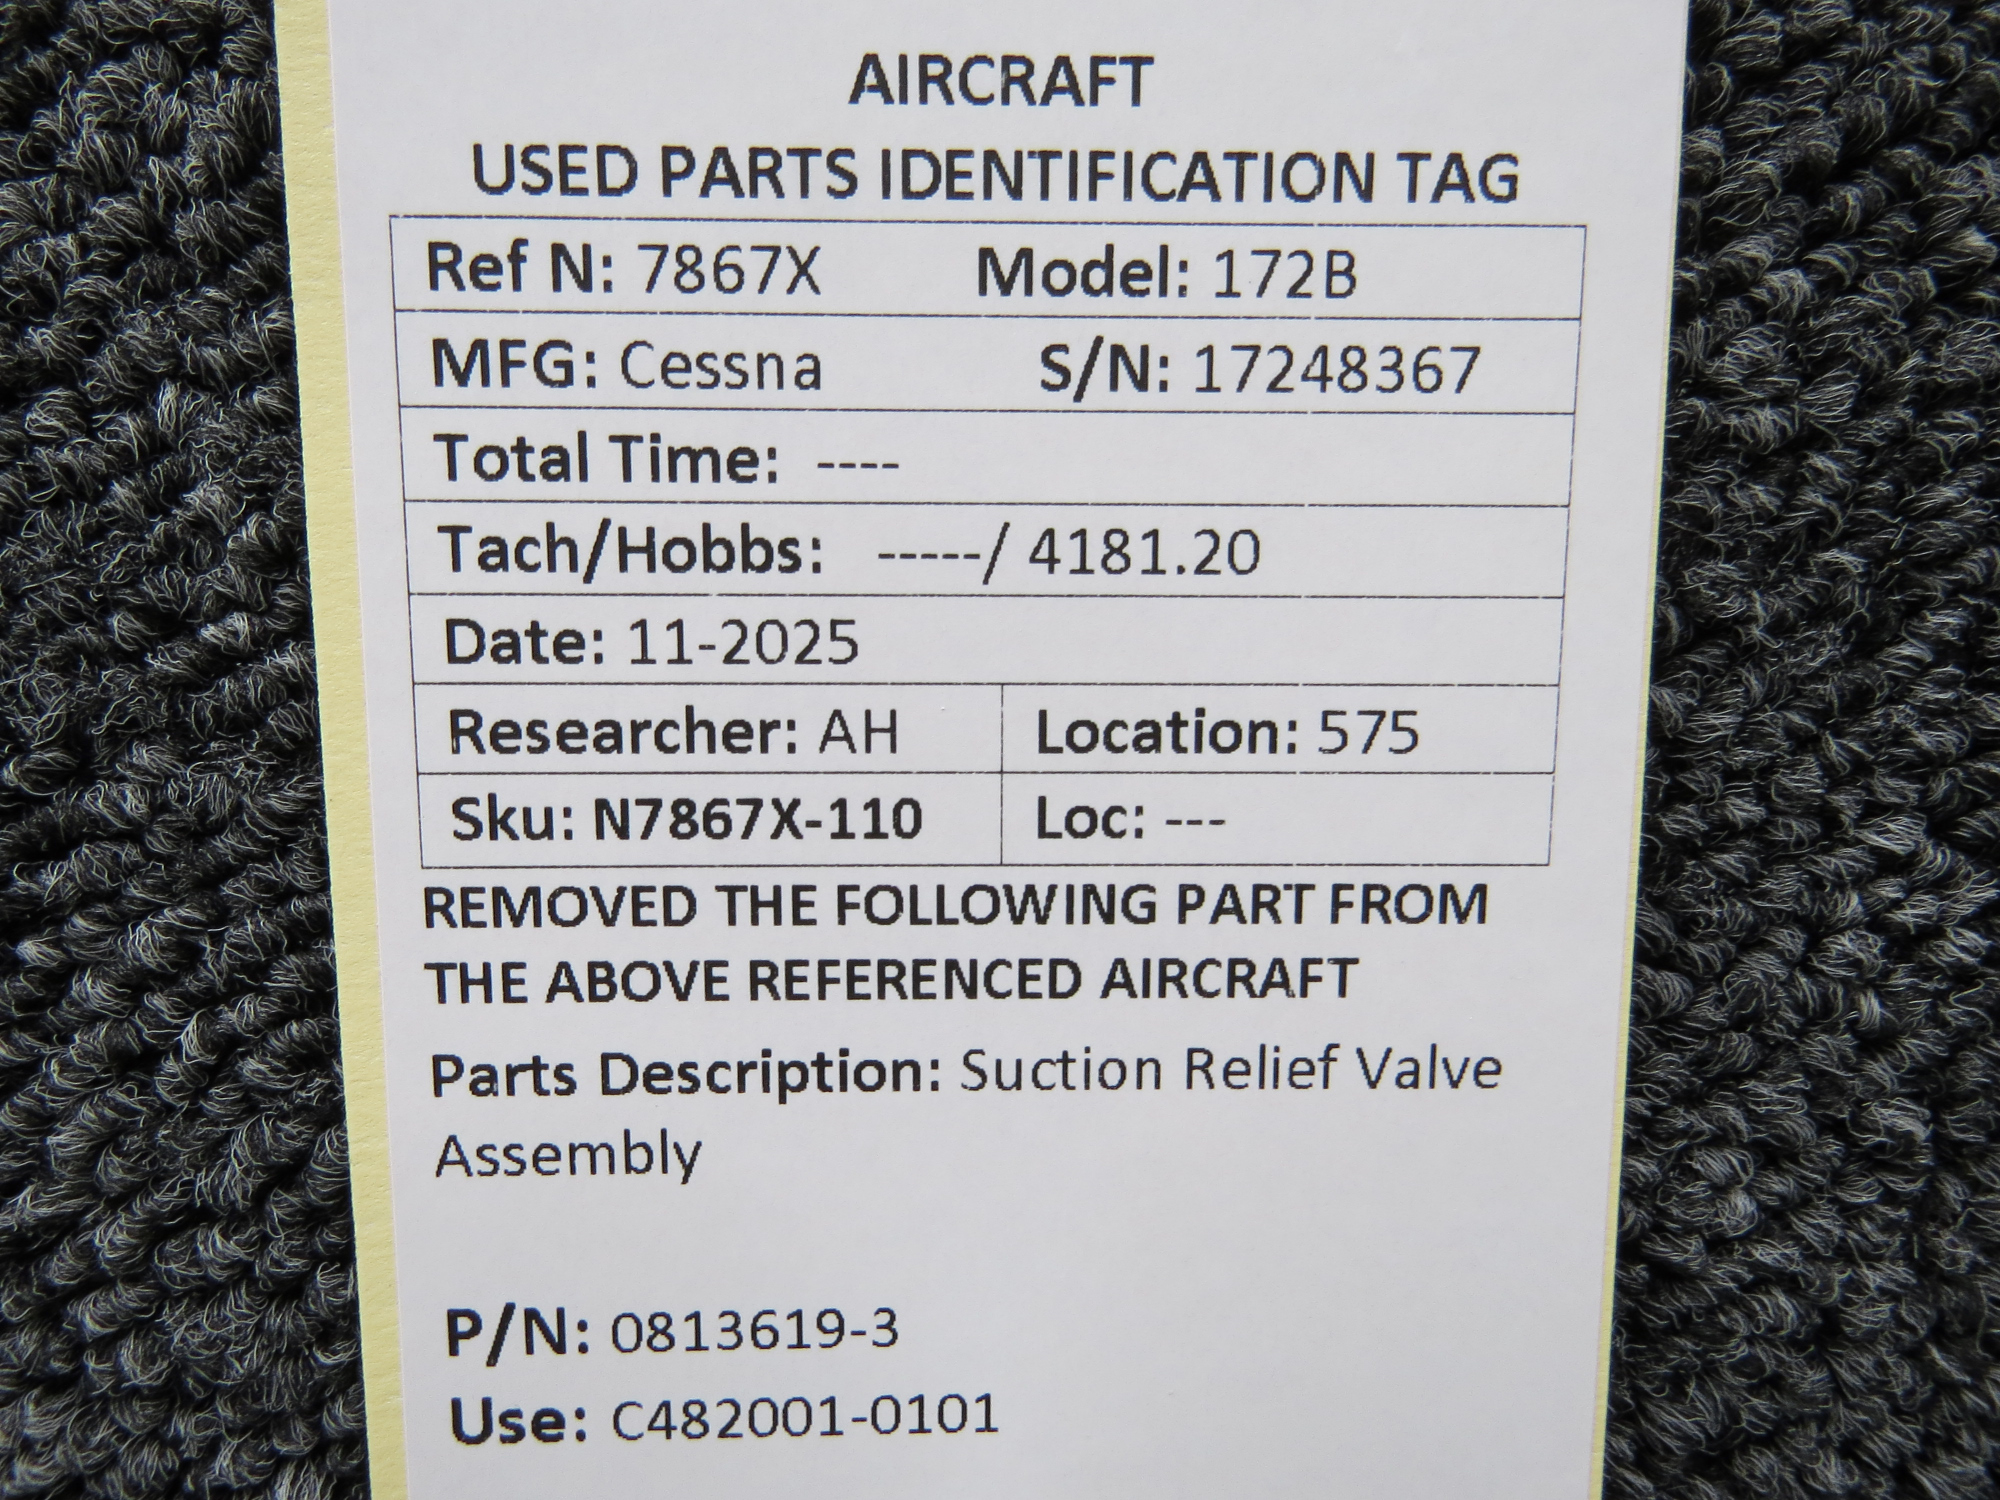 AIRCRAFT
USED PARTS IDENTIFICATION TAG
Ref N: 7867X Model: 172B
MFG: Cessna S/N: 17248367
Total Time: ----
Tach/Hobbs: -----/ 4181.20
Date: 11-2025
Researcher: AH Location: 575
Sku: N7867X-110 Loc: ---
REMOVED THE FOLLOWING PART FROM
THE ABOVE REFERENCED AIRCRAFT
Parts Description: Suction Relief Valve
Assembly
P/N: 0813619-3
Use: C482001-0101